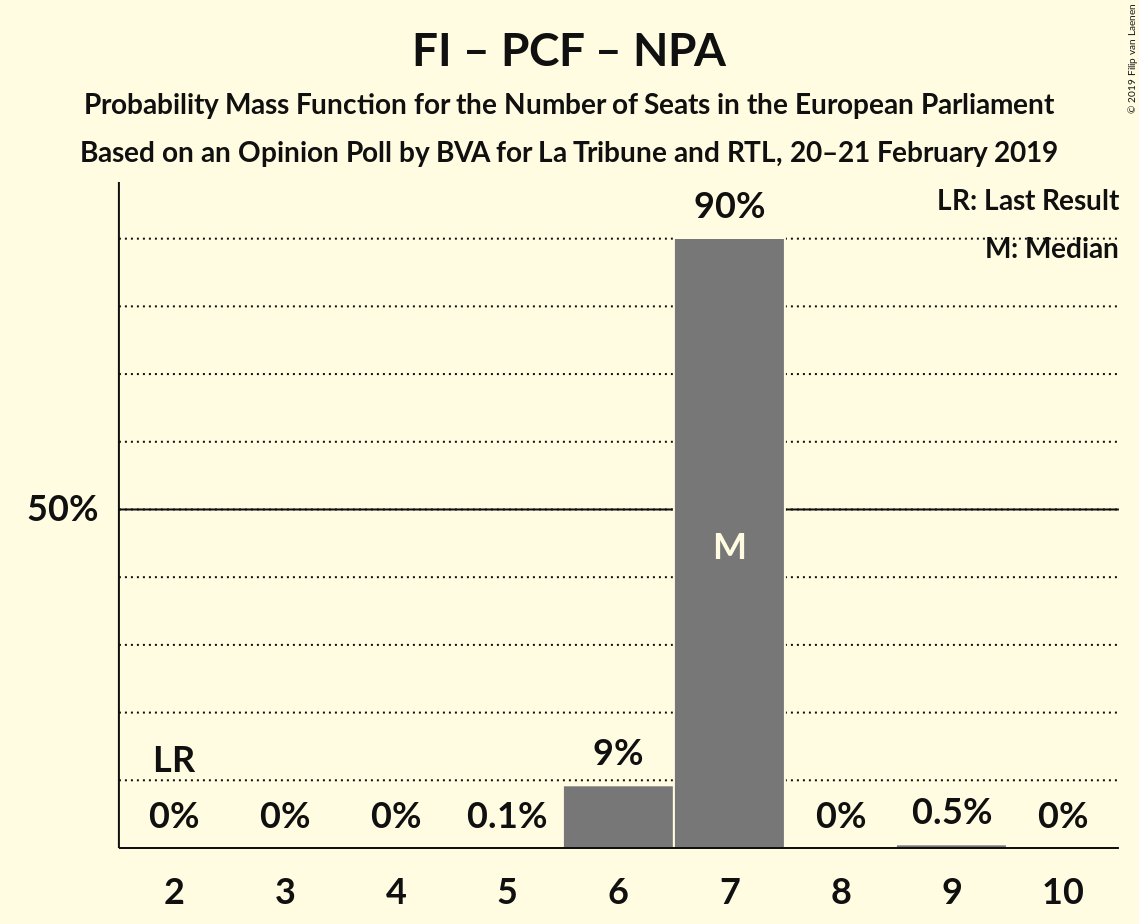 FI – PCF – NPA
Probability Mass Function for the Number of Seats in the European Parliament
Based on an Opinion Poll by BVA for La Tribune and RTL, 20–21 February 2019
© 2019 Filip van Laenen
LR: Last Result
M: Median
90%
50%
M
LR
9%
0% 0% 0% 0.1% 0% 0.5% 0%
2 3 4 5 6 7 8 9 10